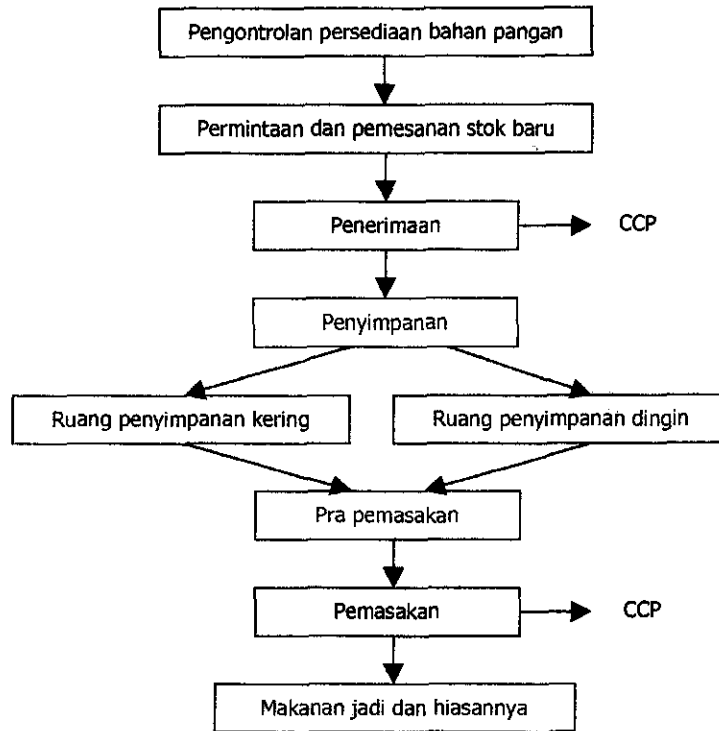 Pengontrolan persediaan bahan pangan
Permintaan dan pemesanan stok baru
Penerimaan
CCP
Penyimpanan
Ruang penyimpanan kering
Ruang penyimpanan dingin
Pra pemasakan
Pemasakan
CCP
Makanan jadi dan hiasannya